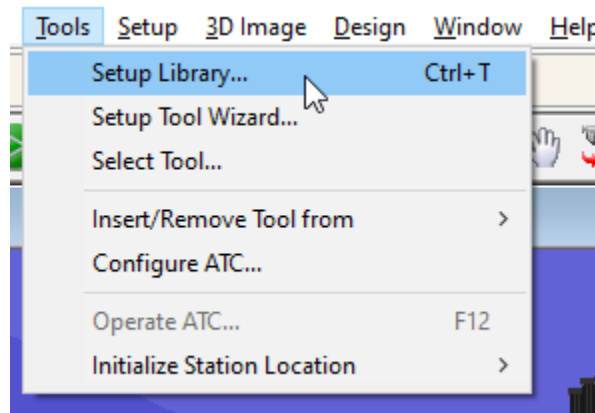 Tools Setup 3D Image Design Window Help
Setup Library... Ctrl+T
Setup Tool Wizard...
Select Tool...
Insert/Remove Tool from
Configure ATC...
Operate ATC... F12
Initialize Station Location